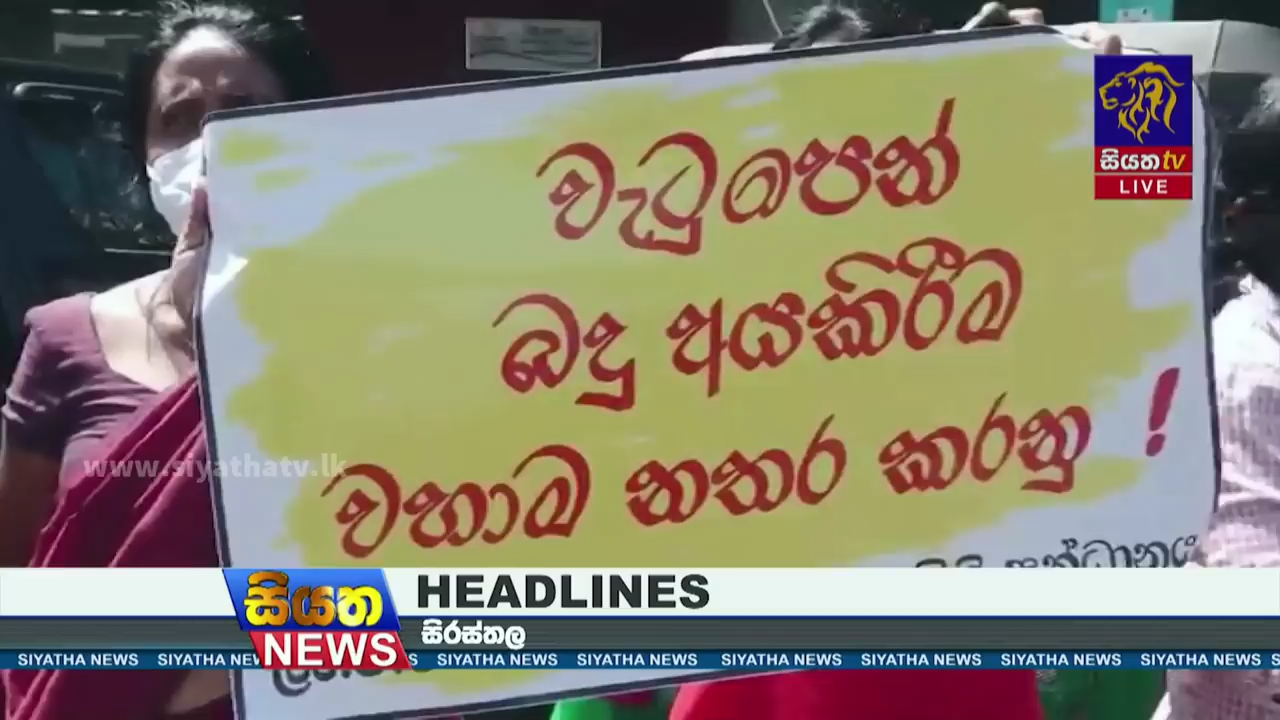 වැටුපෙන්
බදු අයකිරීම
වහාම නතර කරනු !
සියත tv
LIVE
www.siyathatv.lk
සියත
NEWS
HEADLINES
සිරස්තල
SIYATHA NEWS SIYATHA NEWS SIYATHA NEWS SIYATHA NEWS SIYATHA NEWS SIYATHA NEWS SIYATHA NEWS SIYATHA NEWS